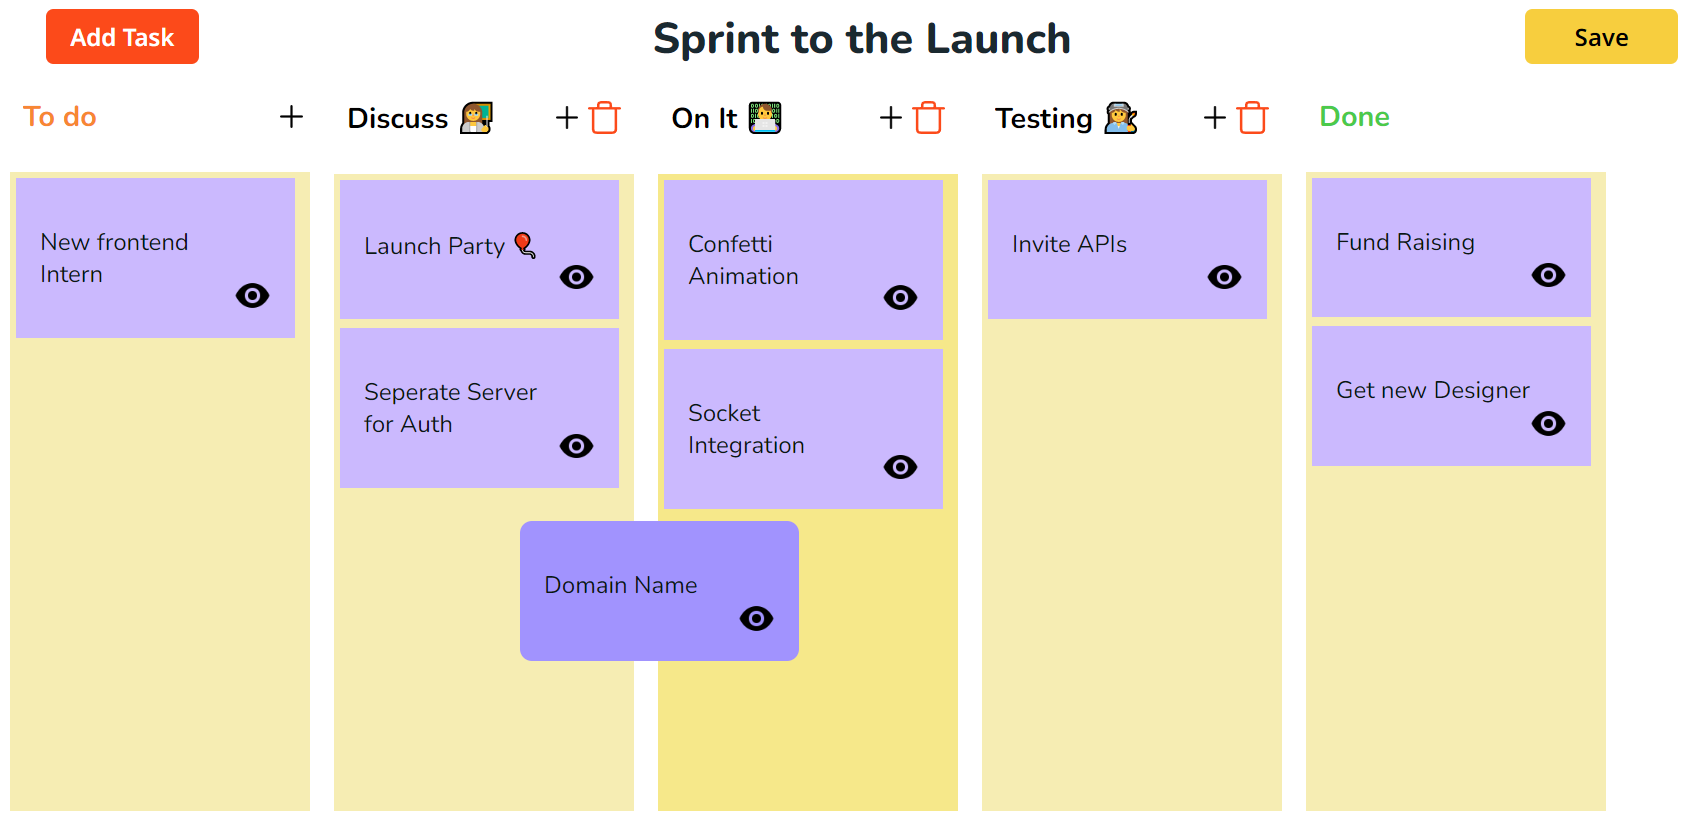 Add Task
Sprint to the Launch
Save
To do
Discuss
On It
Testing
Done
New frontend
Intern
Launch Party
Seperate Server
for Auth
Confetti
Animation
Socket
Integration
Domain Name
Invite APIs
Fund Raising
Get new Designer